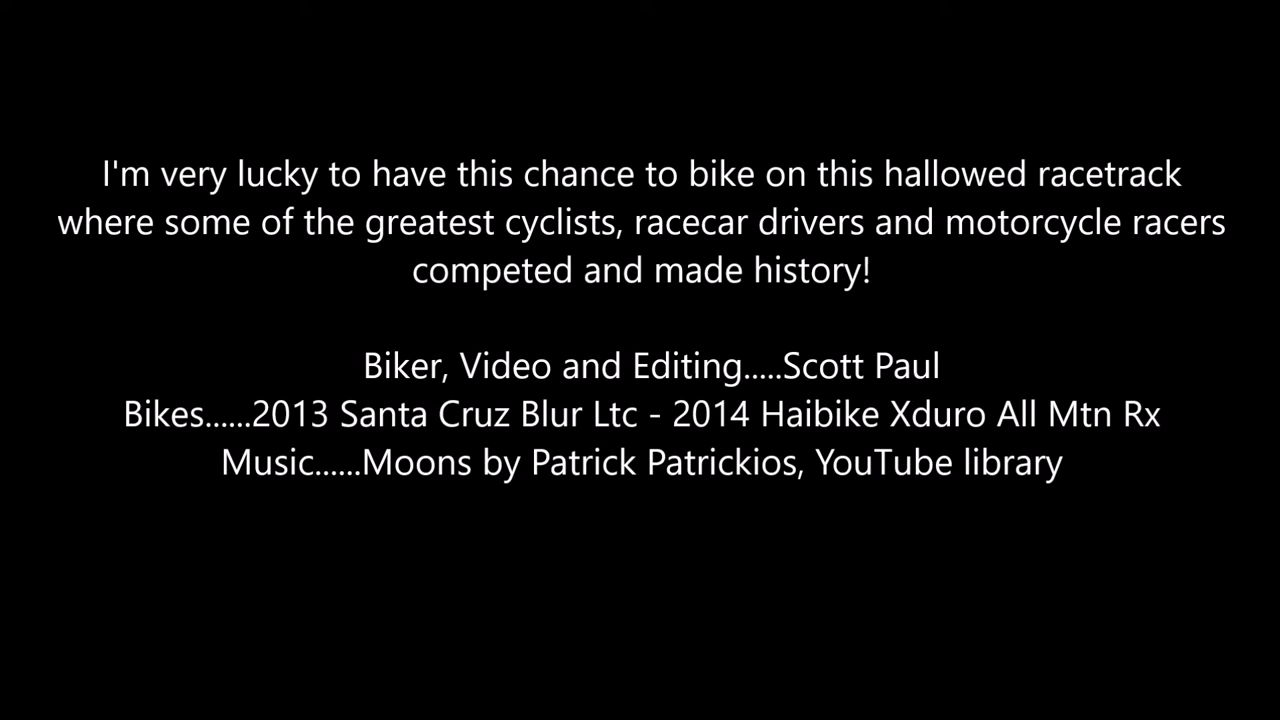 I'm very lucky to have this chance to bike on this hallowed racetrack
where some of the greatest cyclists, racecar drivers and motorcycle racers
competed and made history!
Biker, Video and Editing.....Scott Paul
Bikes......2013 Santa Cruz Blur Ltc - 2014 Haibike Xduro All Mtn Rx
Music......Moons by Patrick Patrickios, YouTube library